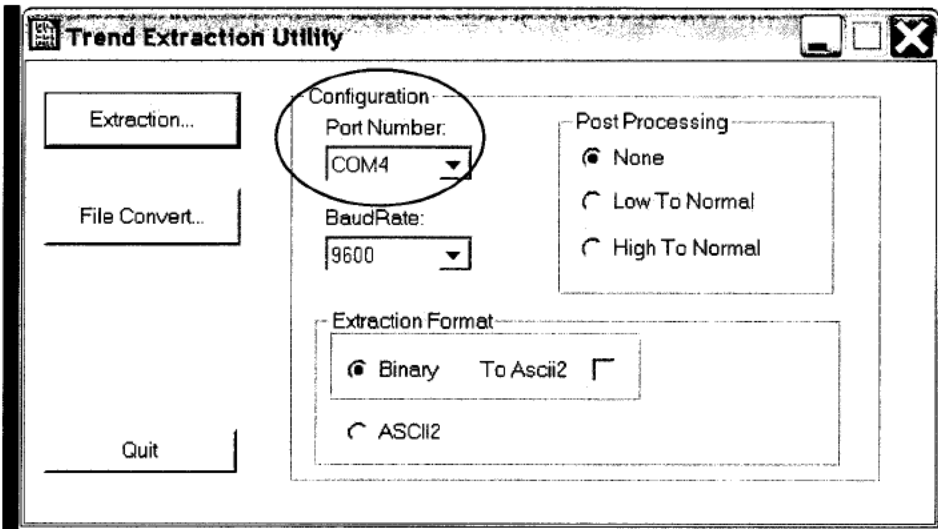 Trend Extraction Utility
Extraction...
File Convert...
Quit
Configuration
Port Number:
COM4
BaudRate:
9600
Post Processing
None
Low To Normal
High To Normal
Extraction Format
Binary To Ascii2
ASCII2